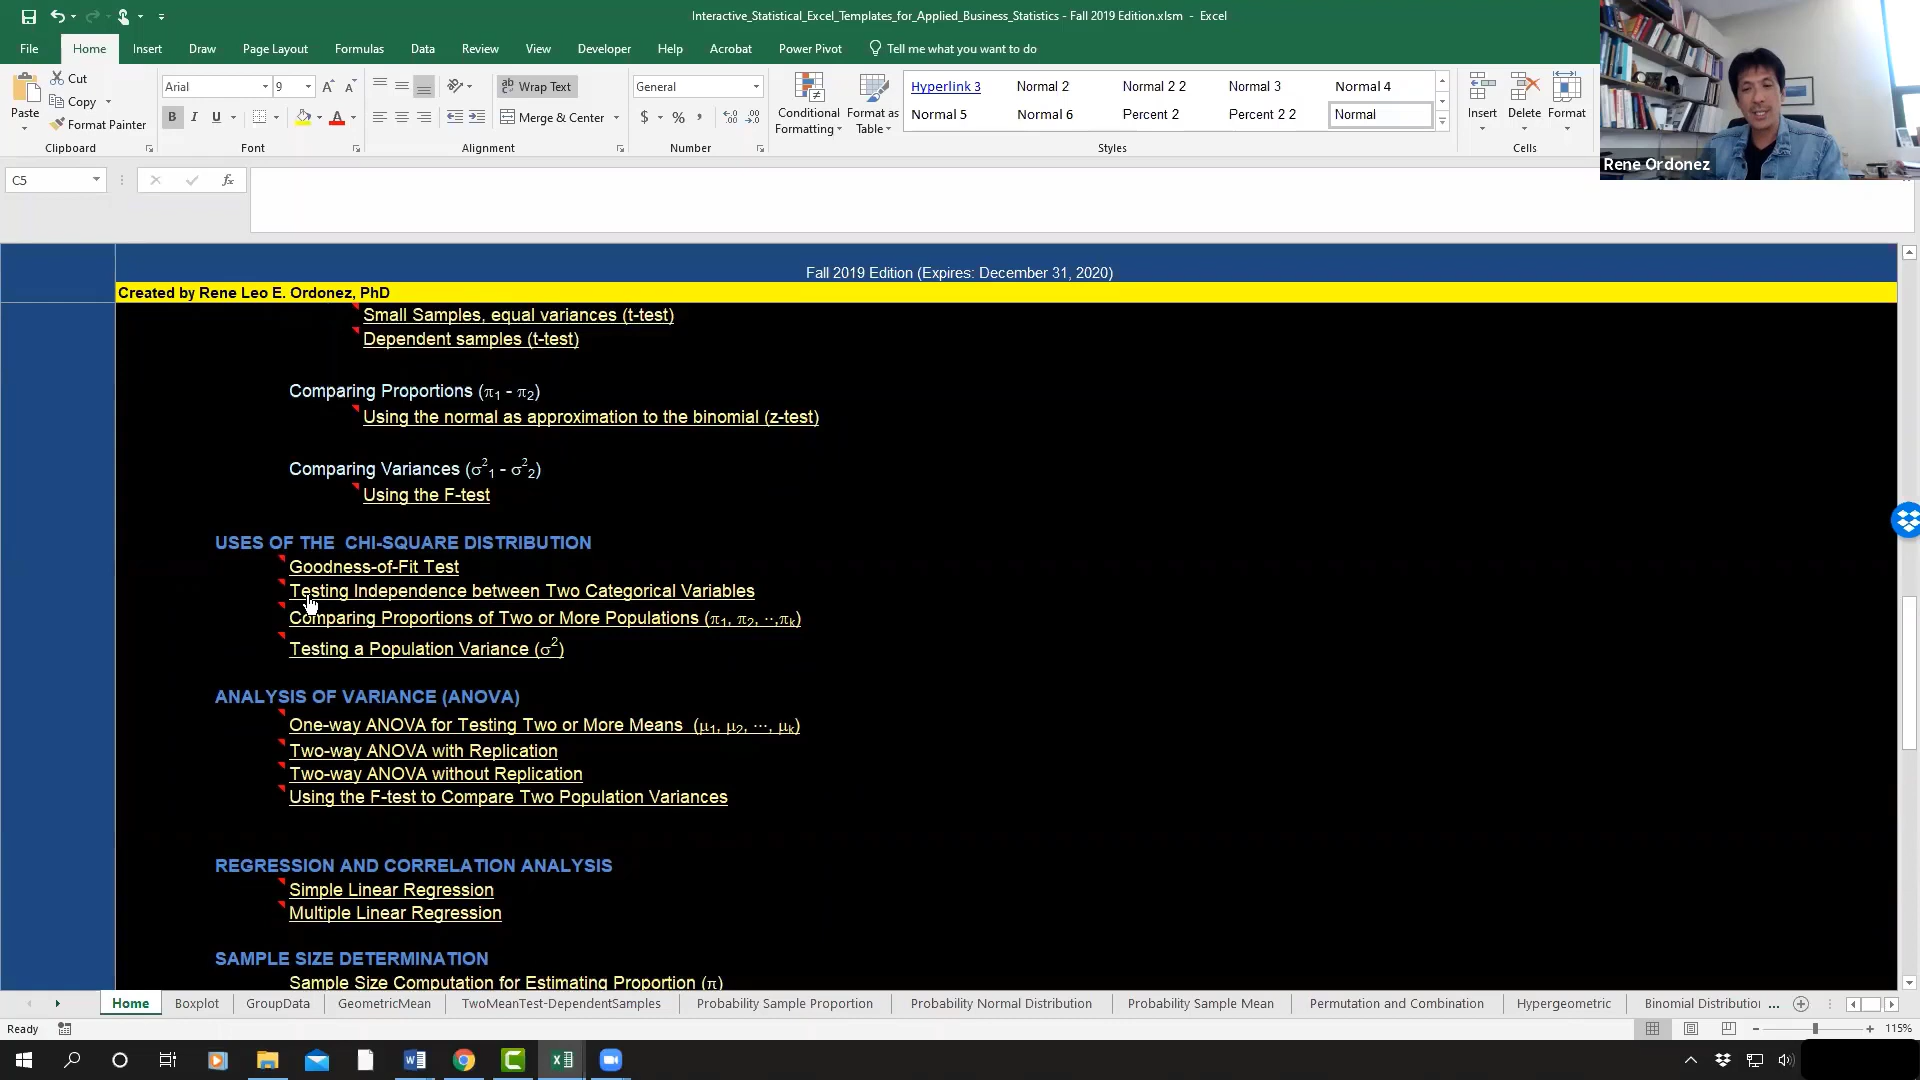 Interactive_Statistical_Excel_Templates_for_Applied_Business_Statistics - Fall 2019 Edition.xlsm - Excel
File Home Insert Draw Page Layout Formulas Data Review View Developer Help Acrobat Power Pivot Tell me what you want to do
Paste
Cut
Copy
Format Painter
Clipboard
Arial 9
B I U
Font
Wrap Text
Merge & Center
Alignment
General
$ % ,
Number
Conditional Formatting
Format as Table
Hyperlink 3 Normal 2 Normal 2 2 Normal 3 Normal 4
Normal 5 Normal 6 Percent 2 Percent 2 2 Normal
Styles
Insert Delete Format
Cells
Rene Ordonez
C5 fx
Fall 2019 Edition (Expires: December 31, 2020)
Created by Rene Leo E. Ordonez, PhD
Small Samples, equal variances (t-test)
Dependent samples (t-test)
Comparing Proportions (π1 - π2)
Using the normal as approximation to the binomial (z-test)
Comparing Variances (σ²1 - σ²2)
Using the F-test
USES OF THE CHI-SQUARE DISTRIBUTION
Goodness-of-Fit Test
Testing Independence between Two Categorical Variables
Comparing Proportions of Two or More Populations (π1, π2, ··,πk)
Testing a Population Variance (σ²)
ANALYSIS OF VARIANCE (ANOVA)
One-way ANOVA for Testing Two or More Means (μ1, μ2, ···, μk)
Two-way ANOVA with Replication
Two-way ANOVA without Replication
Using the F-test to Compare Two Population Variances
REGRESSION AND CORRELATION ANALYSIS
Simple Linear Regression
Multiple Linear Regression
SAMPLE SIZE DETERMINATION
Sample Size Computation for Estimating Proportion (π)
Home Boxplot GroupData GeometricMean TwoMeanTest-DependentSamples Probability Sample Proportion Probability Normal Distribution Probability Sample Mean Permutation and Combination Hypergeometric Binomial Distributio ...
Ready
115%